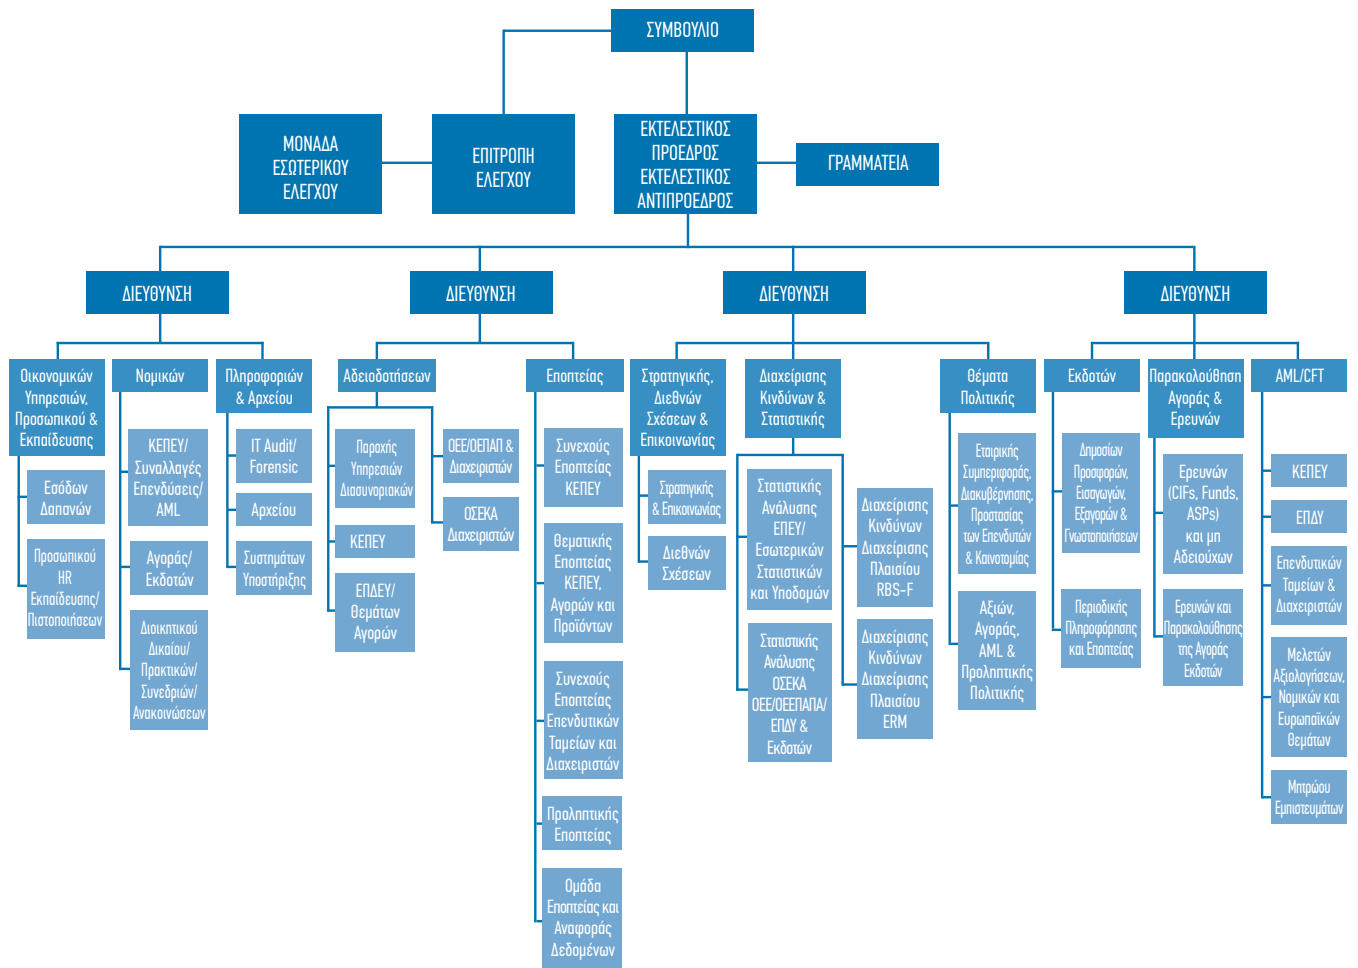 ΣΥΜΒΟΥΛΙΟ
ΜΟΝΑΔΑ
ΕΣΩΤΕΡΙΚΟΥ
ΕΛΕΓΧΟΥ
ΕΠΙΤΡΟΠΗ
ΕΛΕΓΧΟΥ
ΕΚΤΕΛΕΣΤΙΚΟΣ
ΠΡΟΕΔΡΟΣ
ΕΚΤΕΛΕΣΤΙΚΟΣ
ΑΝΤΙΠΡΟΕΔΡΟΣ
ΓΡΑΜΜΑΤΕΙΑ
ΔΙΕΥΘΥΝΣΗ
ΔΙΕΥΘΥΝΣΗ
ΔΙΕΥΘΥΝΣΗ
ΔΙΕΥΘΥΝΣΗ
Οικονομικών
Υπηρεσιών,
Προσωπικού &
Εκπαίδευσης
Εσόδων
Δαπανών
Προσωπικού
HR
Εκπαίδευσης/
Πιστοποιήσεων
Νομικών
ΚΕΠΕΥ/
Συναλλαγές
Επενδύσεις/
AML
Αγοράς/
Εκδοτών
Διοικητικού
Δικαίου/
Πρακτικών/
Συνεδριών/
Ανακοινώσεων
Πληροφοριών
& Αρχείου
IT Audit/
Forensic
Αρχείου
Συστημάτων
Υποστήριξης
Αδειοδοτήσεων
Παροχής
Υπηρεσιών
Διασυνοριακών
ΚΕΠΕΥ
ΕΠΔΕΥ/
Θεμάτων
Αγορών
ΟΕΕ/ΟΕΠΑΠ &
Διαχειριστών
ΟΣΕΚΑ
Διαχειριστών
Εποπτείας
Συνεχούς
Εποπτείας
ΚΕΠΕΥ
Θεματικής
Εποπτείας
ΚΕΠΕΥ,
Αγορών και
Προϊόντων
Συνεχούς
Εποπτείας
Επενδυτικών
Ταμείων και
Διαχειριστών
Προληπτικής
Εποπτείας
Ομάδα
Εποπτείας και
Αναφοράς
Δεδομένων
Στρατηγικής,
Διεθνών
Σχέσεων &
Επικοινωνίας
Στρατηγικής
& Επικοινωνίας
Διεθνών
Σχέσεων
Διαχείρισης
Κινδύνων &
Στατιστικής
Στατιστικής
Ανάλυσης
ΕΠΕΥ/
Εσωτερικών
Στατιστικών
και Υποδομών
Στατιστικής
Ανάλυσης
ΟΣΕΚΑ
ΟΕΕ/ΟΕΕΠΑΠΑ/
ΕΠΔΥ &
Εκδοτών
Διαχείρισης
Κινδύνων
Διαχείρισης
Πλαισίου
RBS-F
Διαχείρισης
Κινδύνων
Διαχείρισης
Πλαισίου
ERM
Θέματα
Πολιτικής
Εταιρικής
Συμπεριφοράς,
Διακυβέρνησης,
Προστασίας
των Επενδυτών
& Καινοτομίας
Αξιών,
Αγοράς,
AML &
Προληπτικής
Πολιτικής
Εκδοτών
Δημοσίων
Προσφορών,
Εισαγωγών,
Εξαγορών &
Γνωστοποιήσεων
Περιοδικής
Πληροφόρησης
και Εποπτείας
Παρακολούθηση
Αγοράς &
Ερευνών
Ερευνών
(CIFs, Funds,
ASPs)
και μη
Αδειούχων
Ερευνών και
Παρακολούθησης
της Αγοράς
Εκδοτών
AML/CFT
ΚΕΠΕΥ
ΕΠΔΥ
Επενδυτικών
Ταμείων &
Διαχειριστών
Μελετών
Αξιολογήσεων,
Νομικών και
Ευρωπαϊκών
Θεμάτων
Μητρώου
Εμπιστευμάτων